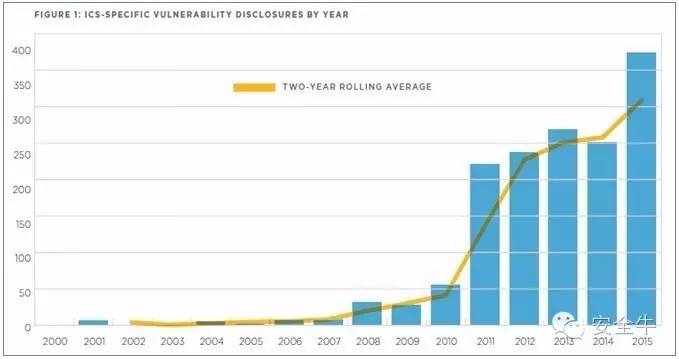 FIGURE 1: ICS-SPECIFIC VULNERABILITY DISCLOSURES BY YEAR
400
TWO-YEAR ROLLING AVERAGE
350
300
250
200
150
100
50
0
2000 2001 2002 2003 2004 2005 2006 2007 2008 2009 2010 2011 2012 2013 2014 2015
安全牛